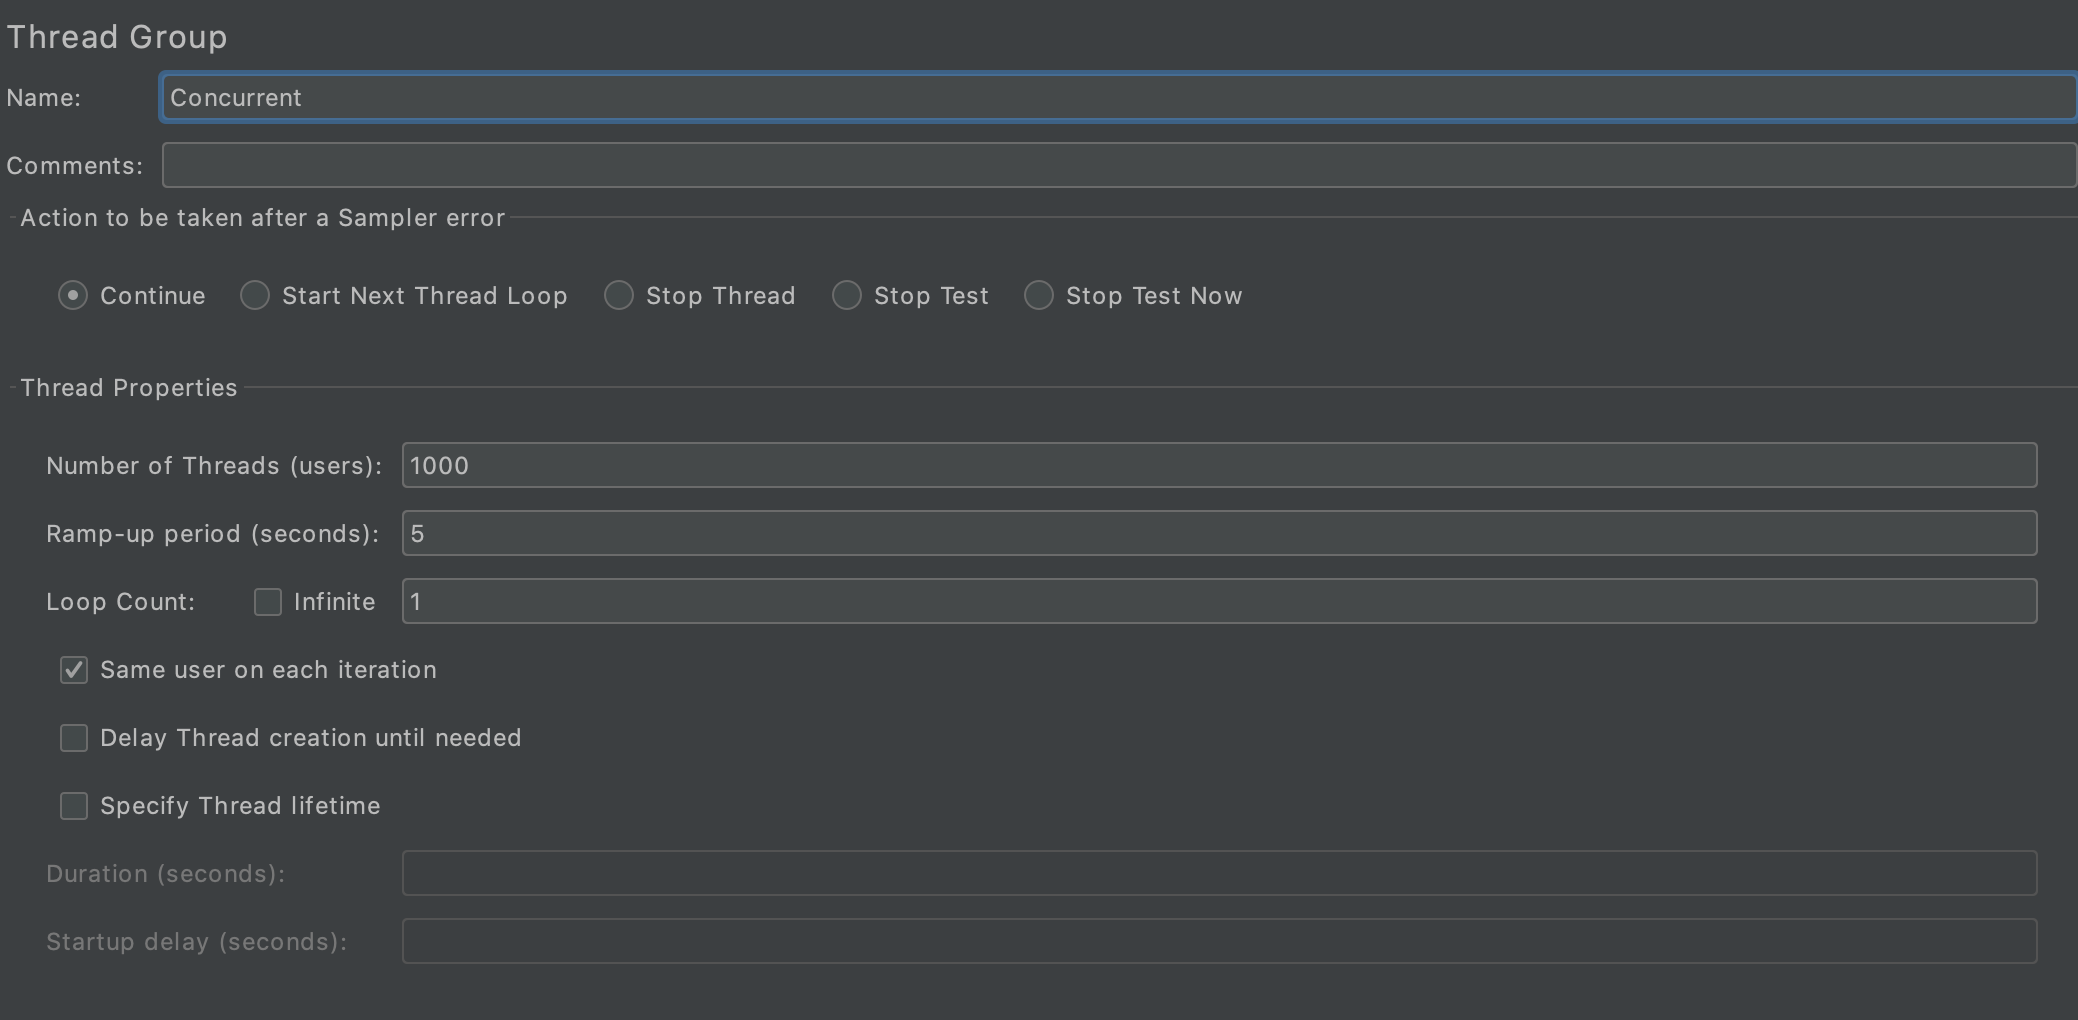 Thread Group
Name: Concurrent
Comments:
Action to be taken after a Sampler error
Continue Start Next Thread Loop Stop Thread Stop Test Stop Test Now
Thread Properties
Number of Threads (users): 1000
Ramp-up period (seconds): 5
Loop Count: Infinite 1
Same user on each iteration
Delay Thread creation until needed
Specify Thread lifetime
Duration (seconds):
Startup delay (seconds):